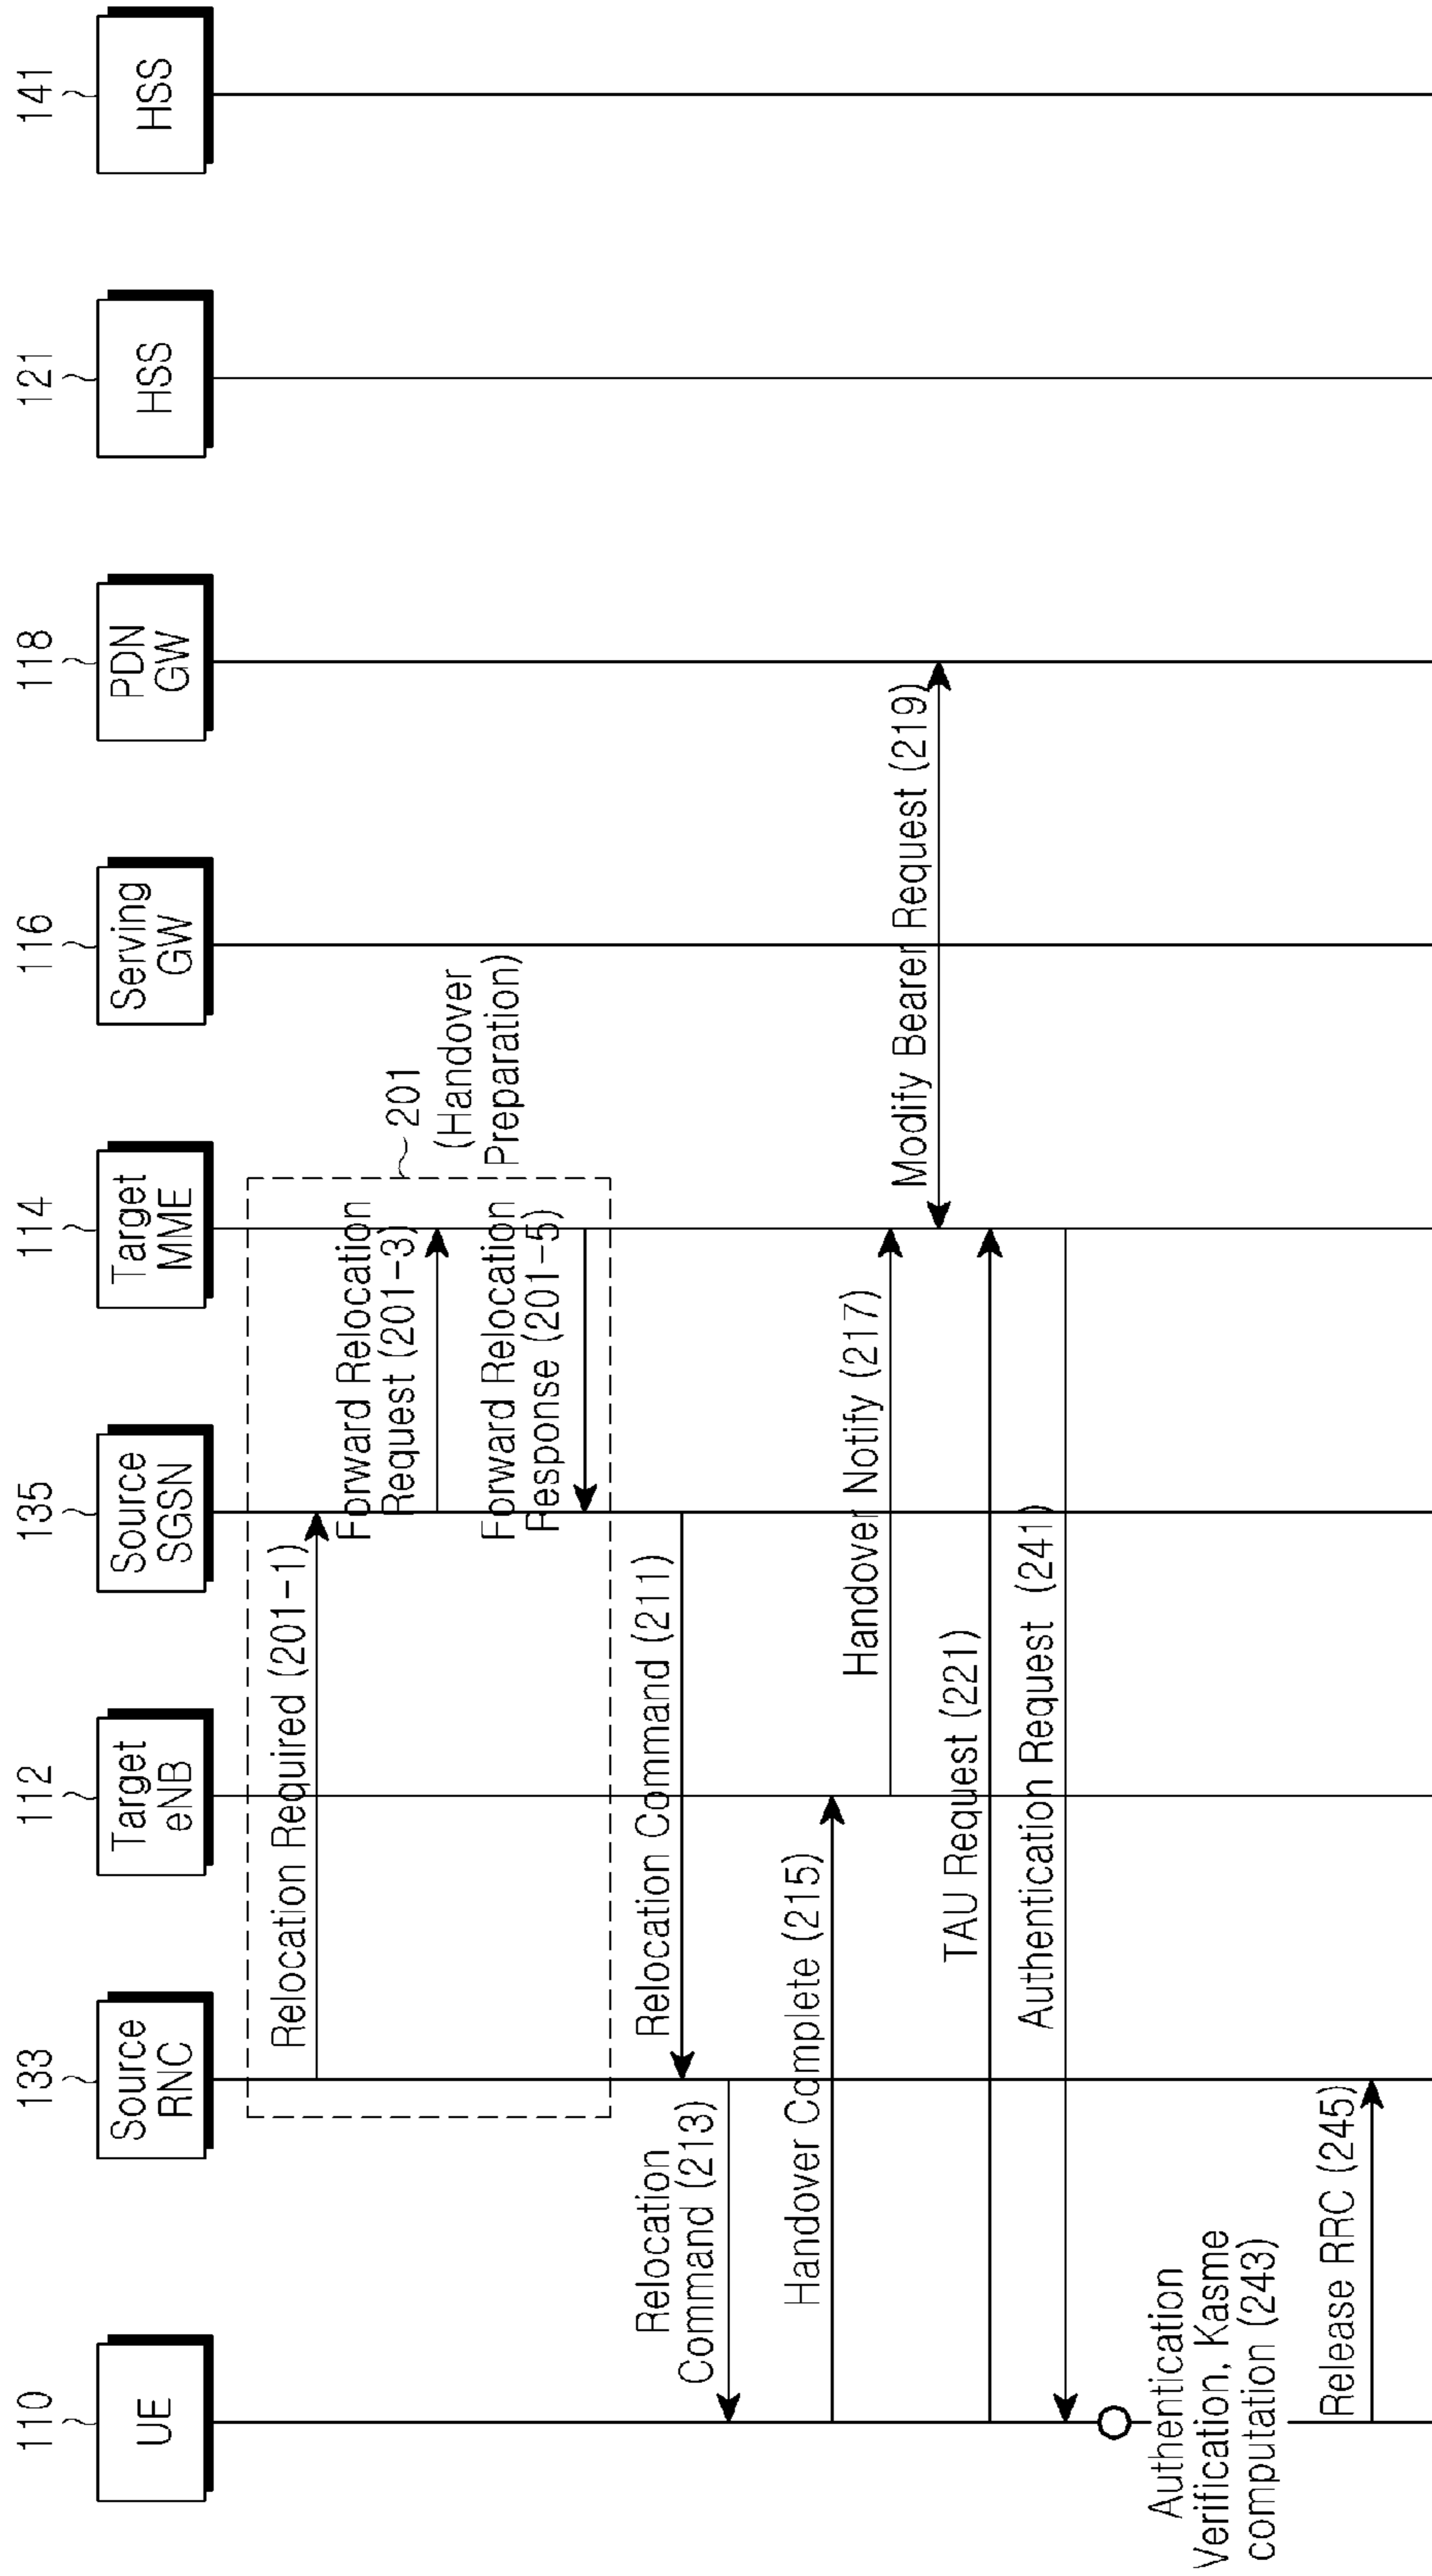 110
133
112
135
114
116
118
121
141
UE
Source
RNC
Target
eNB
Source
SGSN
Target
MME
Serving
GW
PDN
GW
HSS
HSS
Relocation Required (201-1)
Forward Relocation
Request (201-3)
201
(Handover
Preparation)
Forward Relocation
Response (201-5)
Relocation Command (211)
Relocation
Command (213)
Handover Complete (215)
Handover Notify (217)
Modify Bearer Request (219)
TAU Request (221)
Authentication Request (241)
Authentication
Verification, Kasme
computation (243)
Release RRC (245)